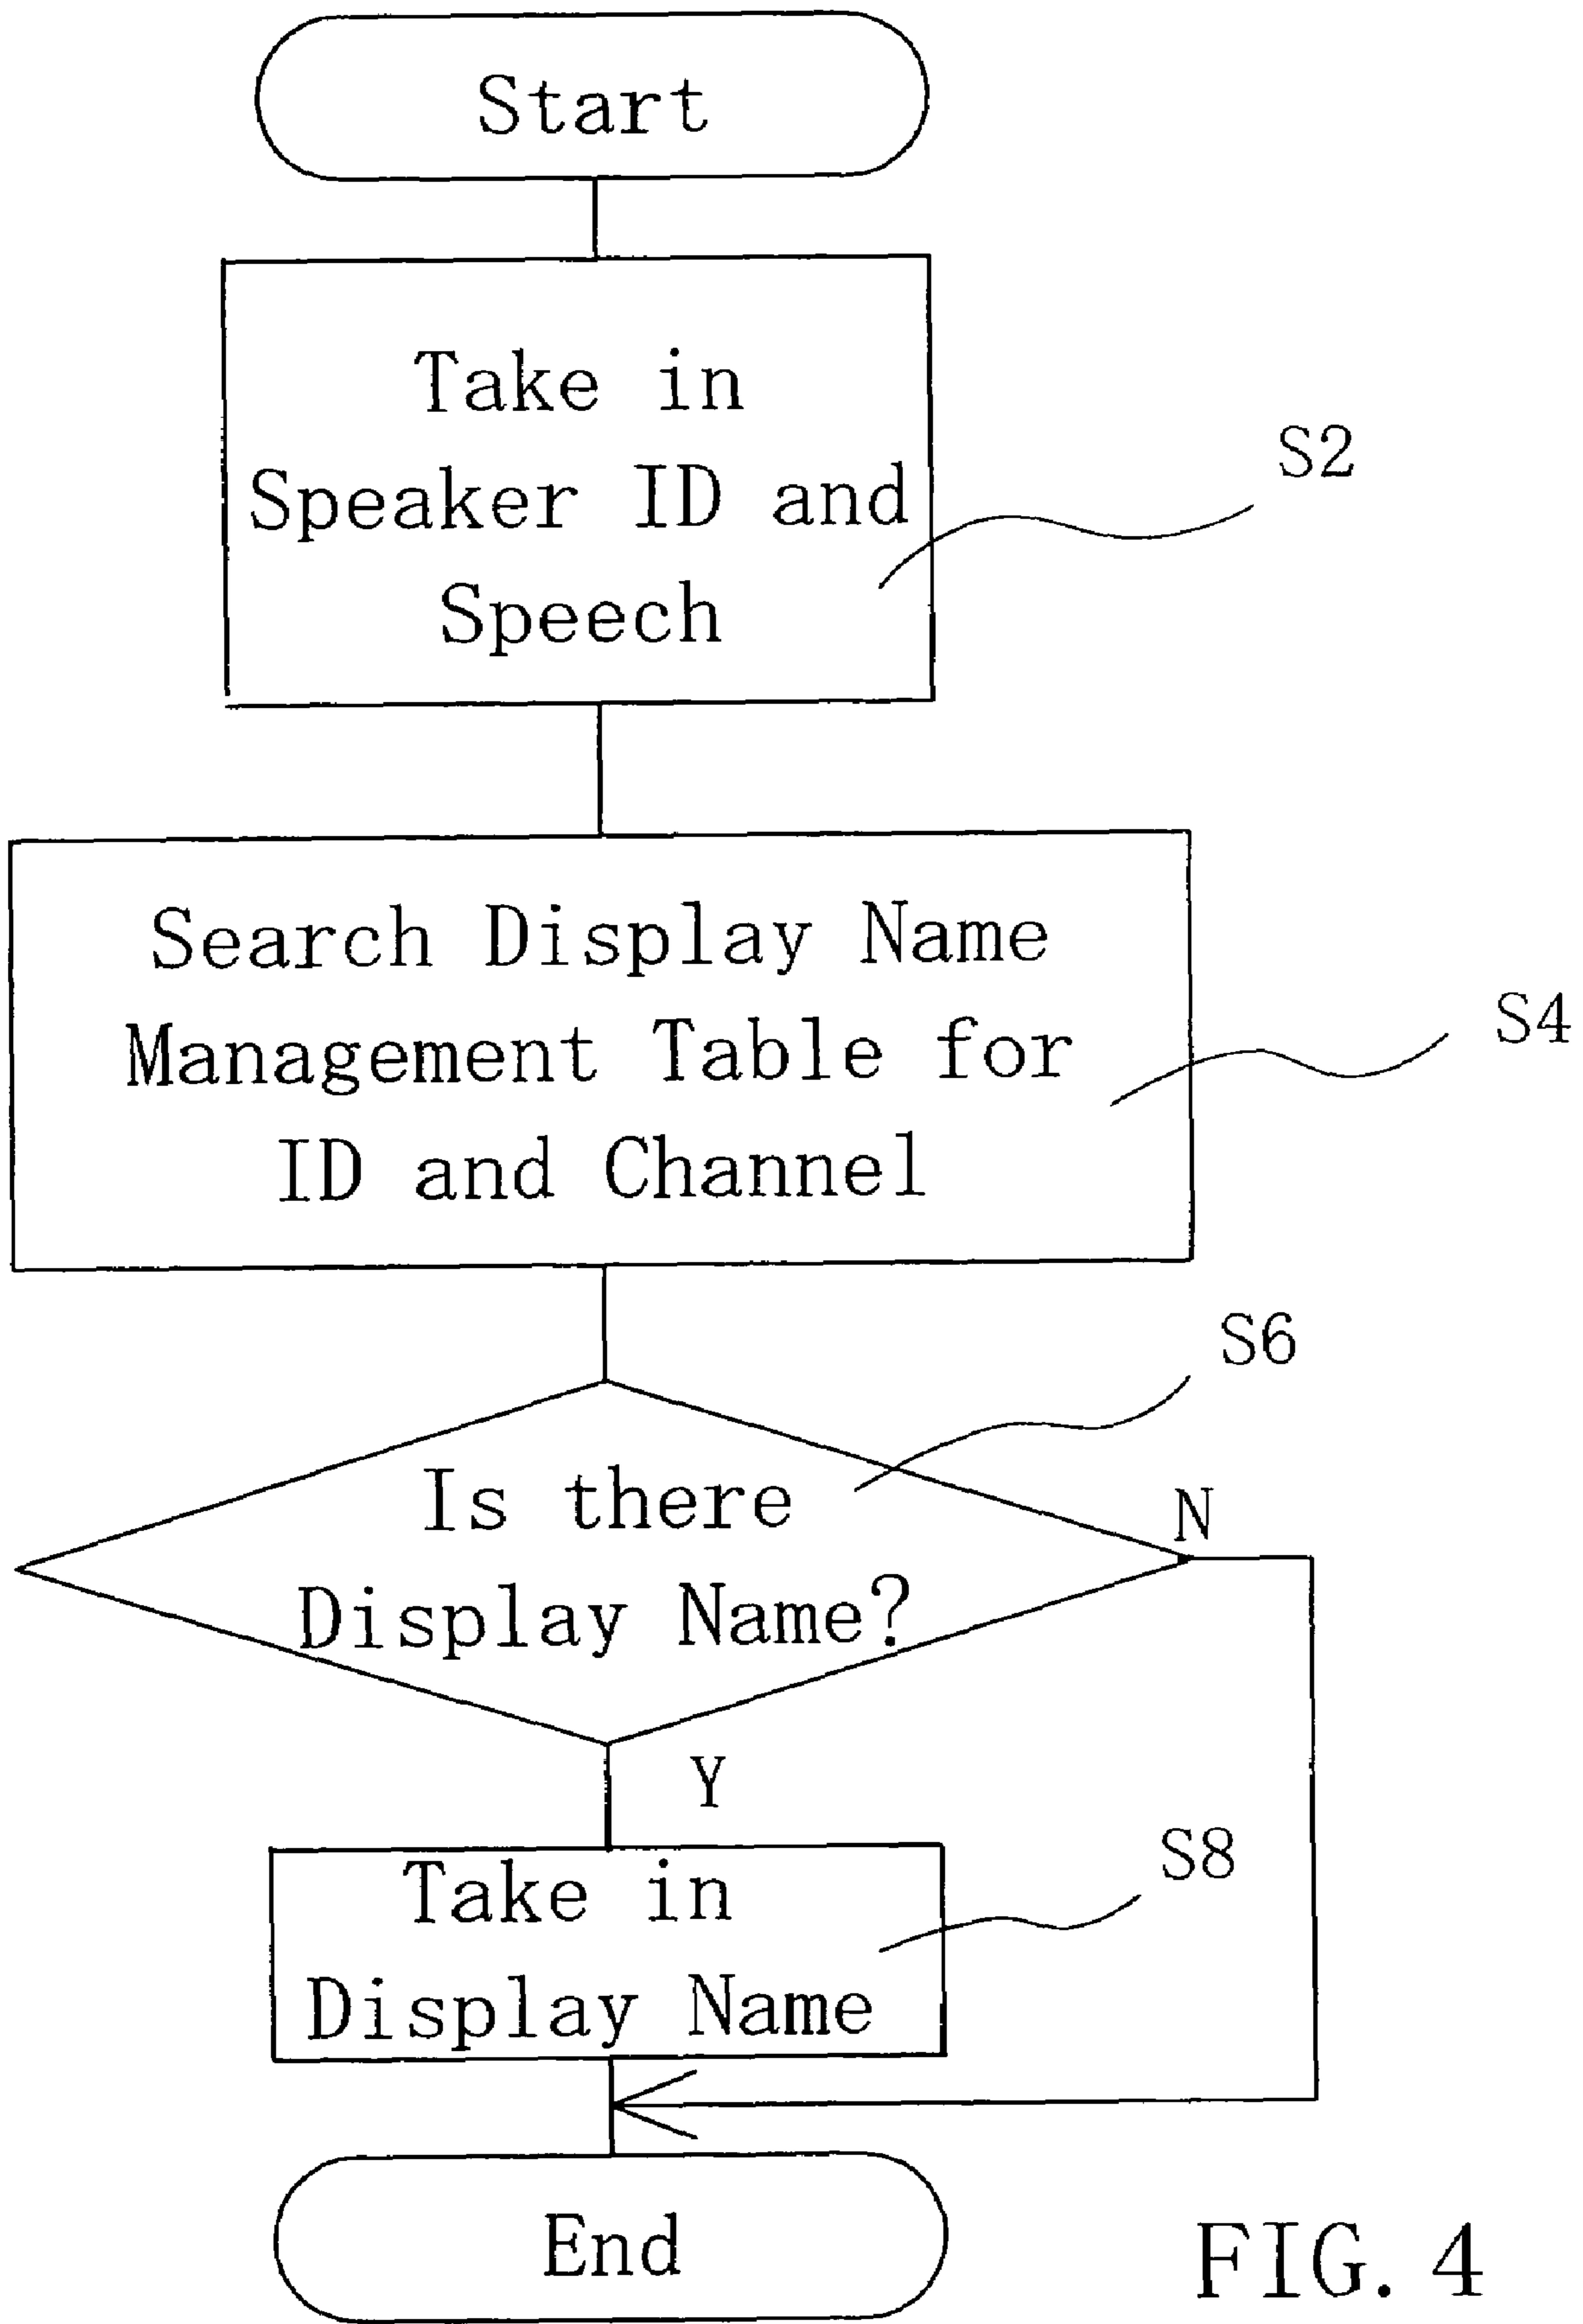 Start
Take in
Speaker ID and
Speech
S2
Search Display Name
Management Table for
ID and Channel
S4
S6
Is there
Display Name?
N
Y
Take in
Display Name
S8
End
FIG. 4